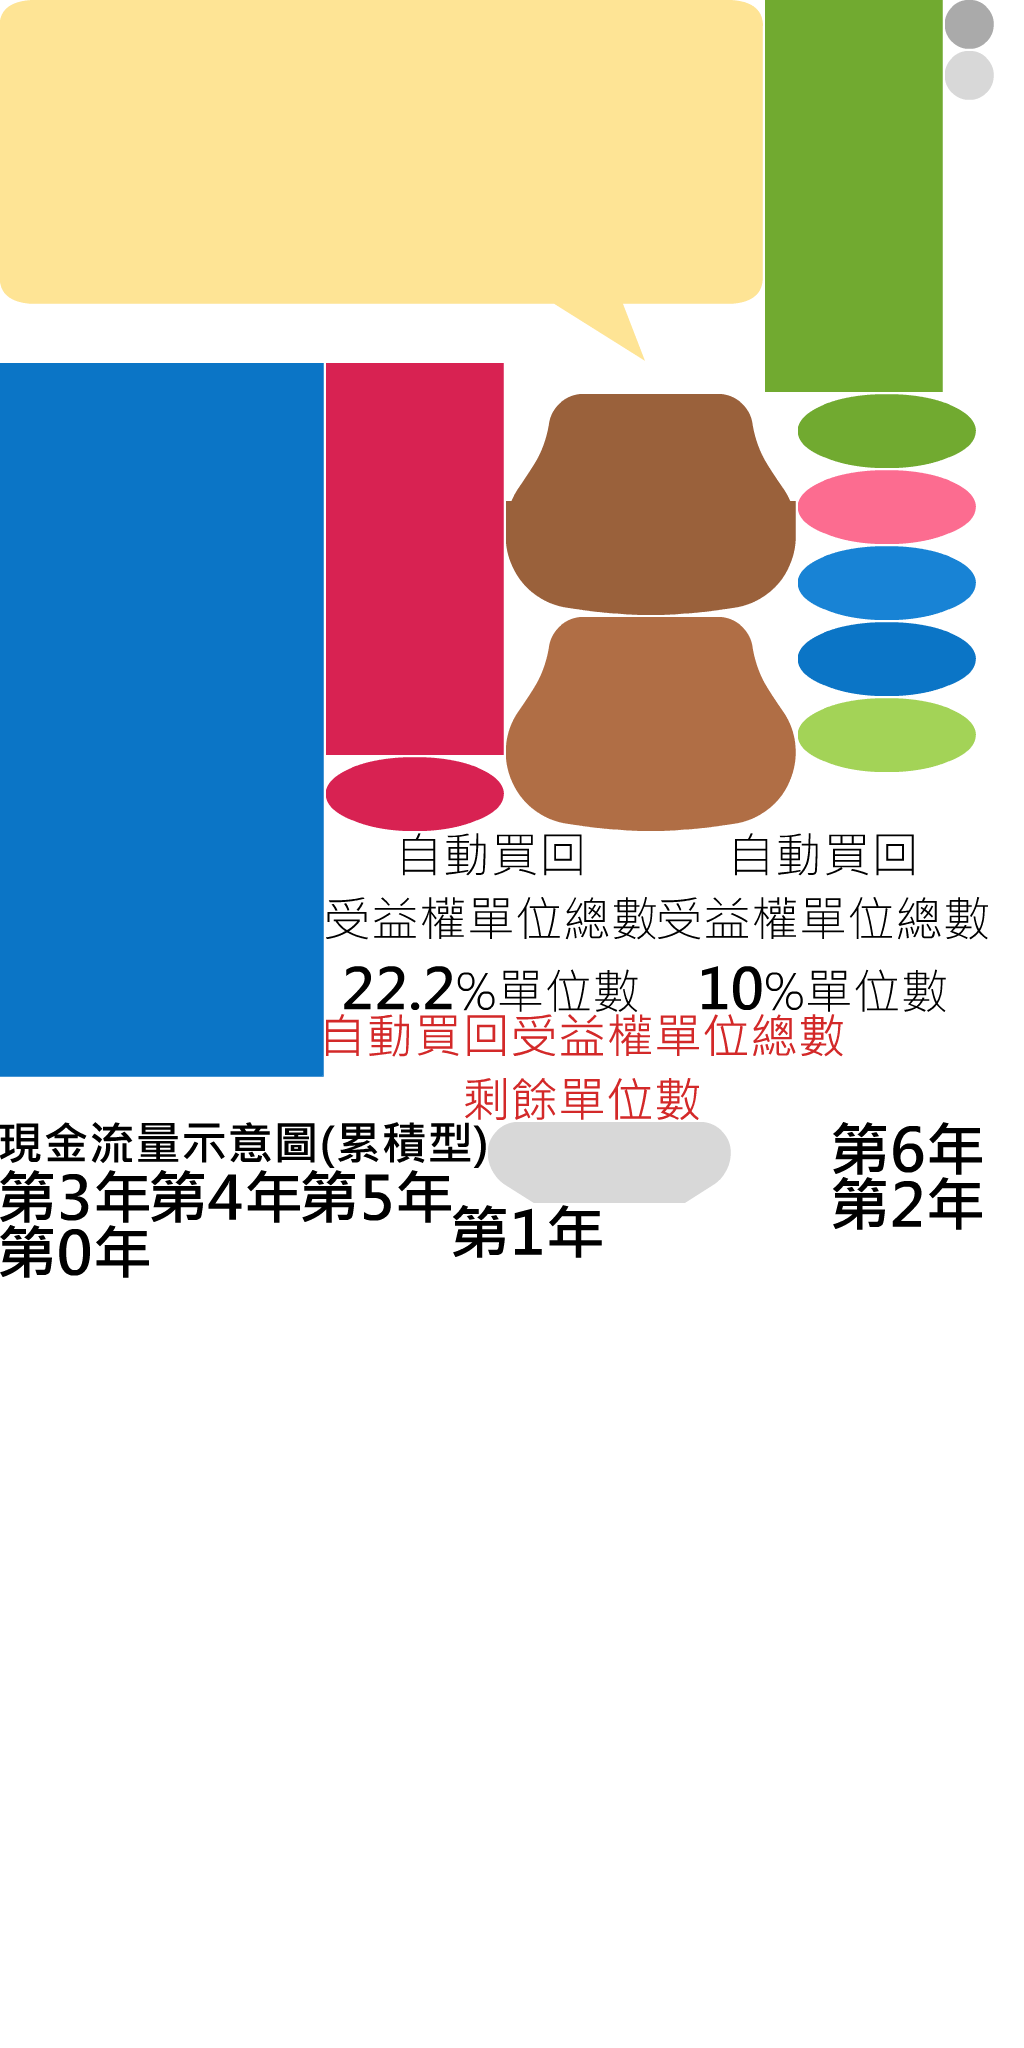 自動買回
受益權單位總數
22.2%單位數
自動買回
受益權單位總數
10%單位數
自動買回受益權單位總數
剩餘單位數
現金流量示意圖(累積型)
第6年
第3年第4年第5年
第2年
第1年
第0年